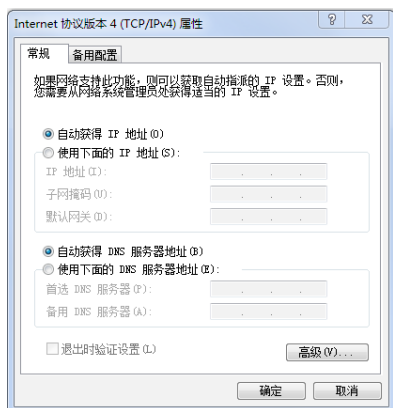 Internet 协议版本 4 (TCP/IPv4) 属性
常规 备用配置
如果网络支持此功能，则可以获取自动指派的 IP 设置。否则，
您需要从网络系统管理员处获得适当的 IP 设置。
自动获得 IP 地址(O)
使用下面的 IP 地址(S):
IP 地址(I):
子网掩码(U):
默认网关(D):
自动获得 DNS 服务器地址(B)
使用下面的 DNS 服务器地址(E):
首选 DNS 服务器(P):
备用 DNS 服务器(A):
退出时验证设置(L)
高级(V)...
确定 取消